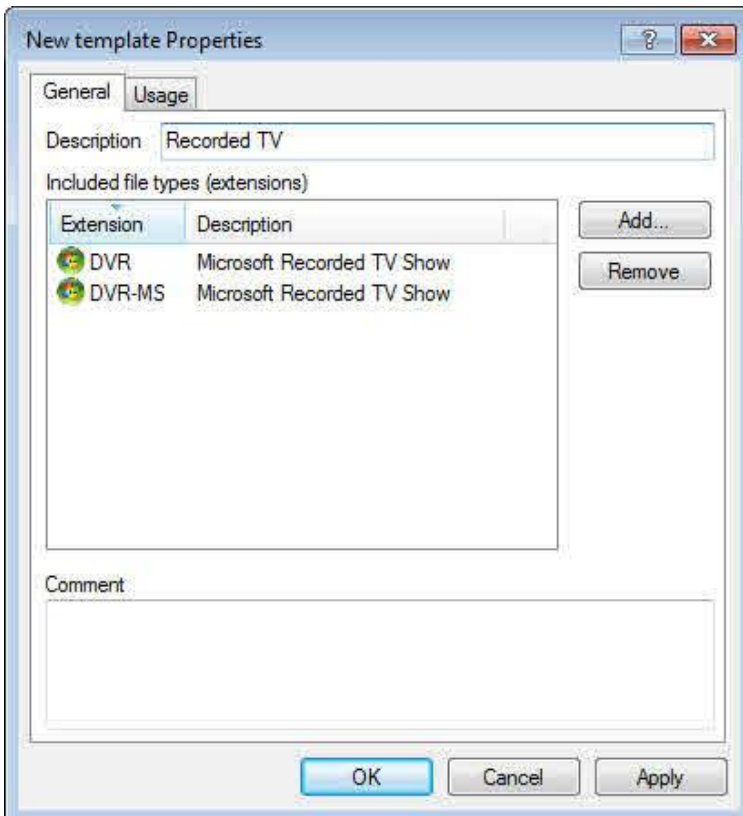 New template Properties
General Usage
Description Recorded TV
Included file types (extensions)
Extension Description
DVR Microsoft Recorded TV Show
DVR-MS Microsoft Recorded TV Show
Add...
Remove
Comment
OK Cancel Apply